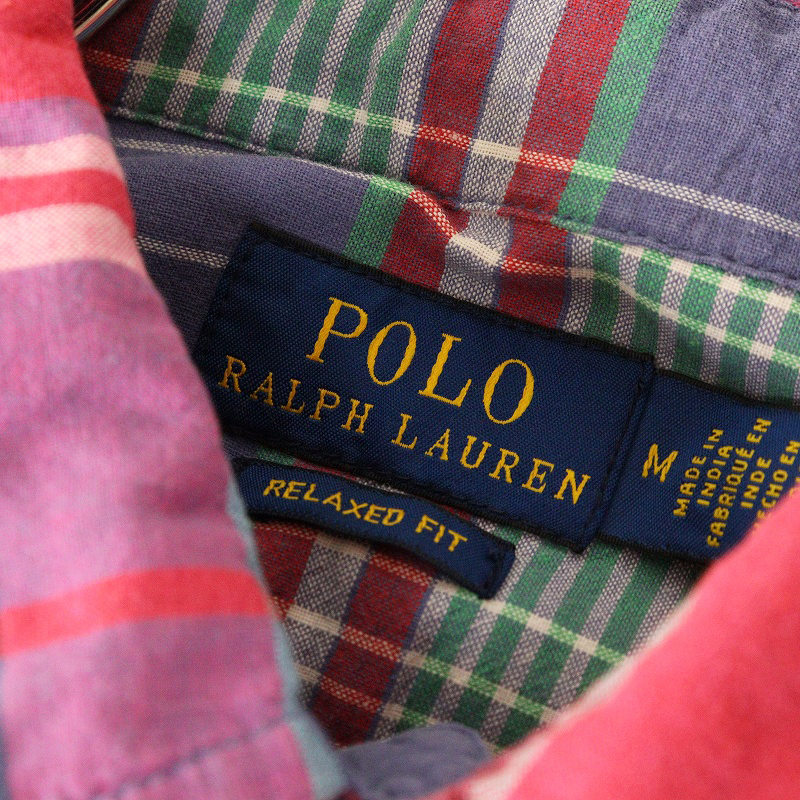 POLO
RALPH LAUREN
RELAXED FIT
M
MADE IN
INDIA
FABRIQUÉ EN
INDE